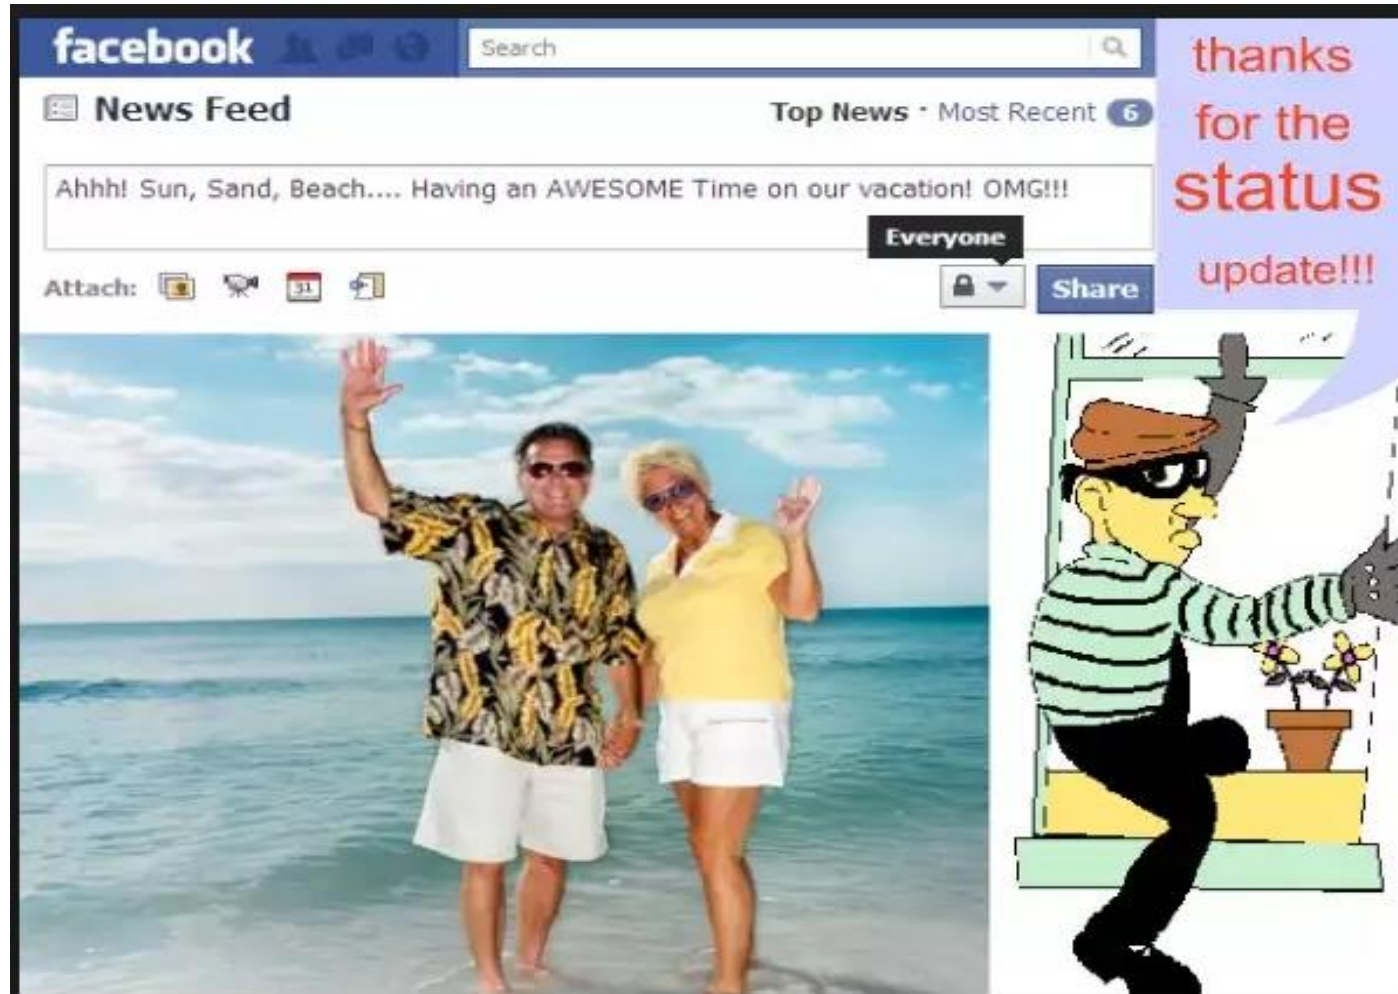 facebook
Search
News Feed
Top News · Most Recent 6
Ahhh! Sun, Sand, Beach.... Having an AWESOME Time on our vacation! OMG!!!
Everyone
Attach:
31
Share
thanks
for the
status
update!!!